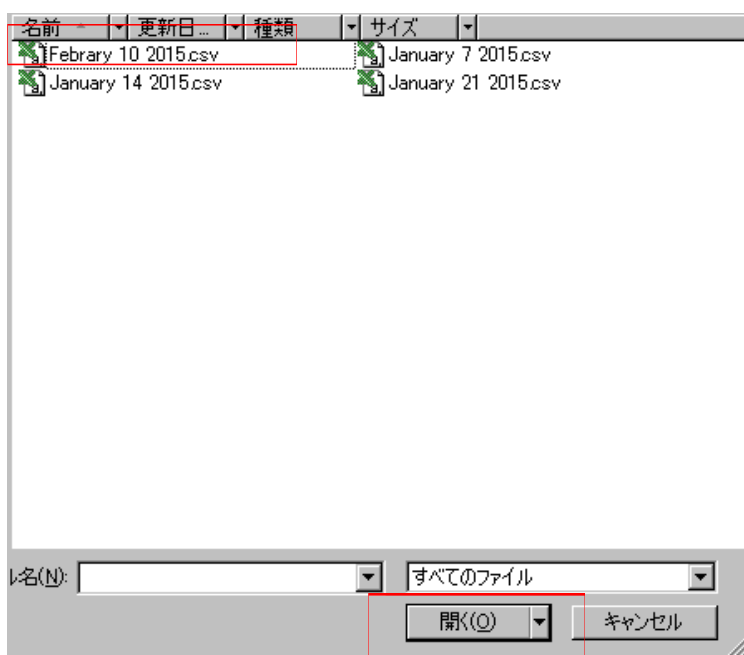 名前 更新日... 種類 サイズ
Febrary 10 2015.csv January 7 2015.csv
January 14 2015.csv January 21 2015.csv
ル名(N): すべてのファイル
開く(O) キャンセル